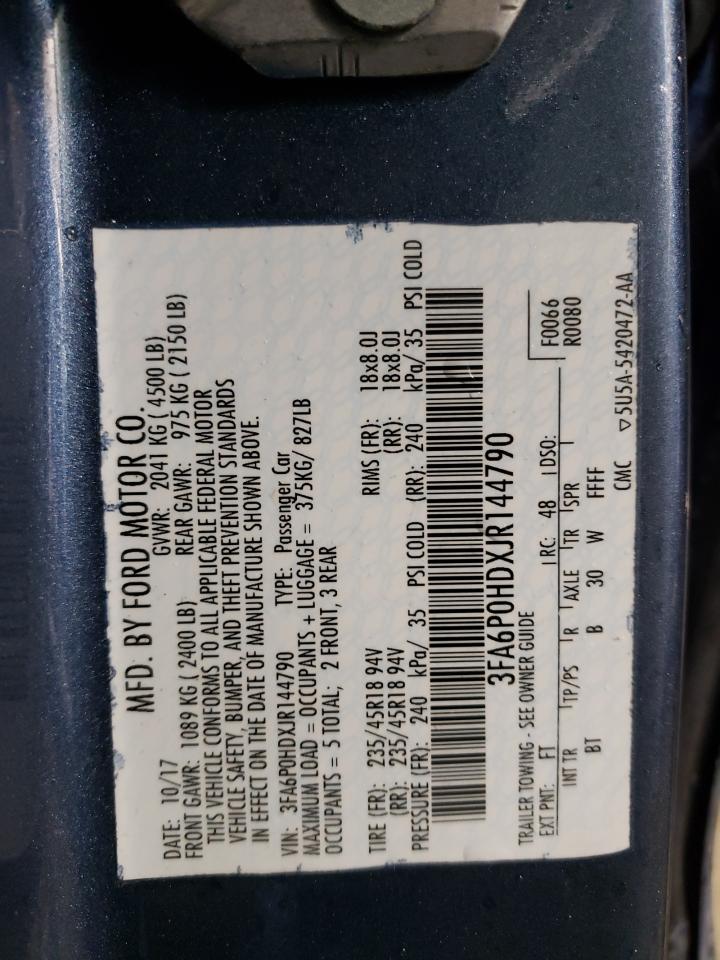 MFD. BY FORD MOTOR CO.
DATE: 10/17 GVWR: 2041 KG ( 4500 LB)
FRONT GAWR: 1089 KG ( 2400 LB) REAR GAWR: 975 KG ( 2150 LB)
THIS VEHICLE CONFORMS TO ALL APPLICABLE FEDERAL MOTOR
VEHICLE SAFETY, BUMPER, AND THEFT PREVENTION STANDARDS
IN EFFECT ON THE DATE OF MANUFACTURE SHOWN ABOVE.
VIN: 3FA6P0HDXJR144790 TYPE: Passenger Car
MAXIMUM LOAD = OCCUPANTS + LUGGAGE = 375KG/ 827LB
OCCUPANTS = 5 TOTAL; 2 FRONT, 3 REAR
TIRE (FR): 235/45R18 94V RIMS (FR): 18x8.0J
(RR): 235/45R18 94V (RR): 18x8.0J
PRESSURE (FR): 240 kPa/ 35 PSI COLD (RR): 240 kPa/ 35 PSI COLD
3FA6P0HDXJR144790
TRAILER TOWING - SEE OWNER GUIDE F0066
EXT PNT: FT RC: 48 DSO: R0080
INT TR TP/PS R AXLE TR SPR
BT B 30 W FFFF
CMC ▽5U5A-5420472-AA